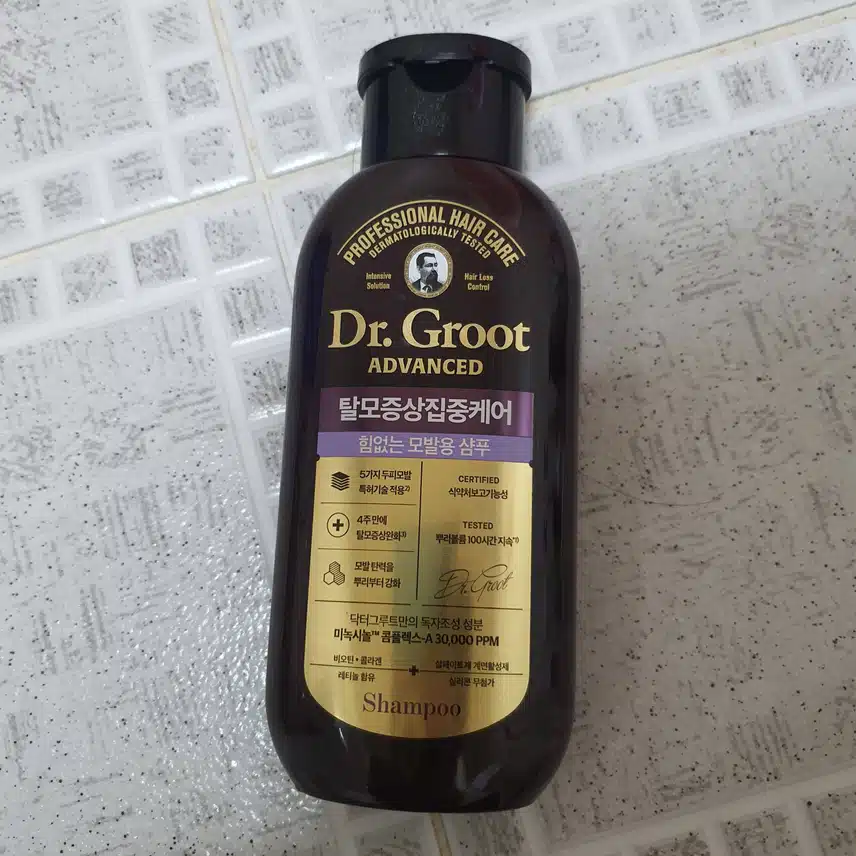 PROFESSIONAL HAIR CARE
DERMATOLOGICALLY TESTED
Intensive Solution
Hair Loss Control
Dr. Groot
ADVANCED
탈모증상집중케어
힘없는 모발용 샴푸
5가지 두피모발
특허기술 적용2)
4주 만에
탈모증상완화3)
모발 탄력을
뿌리부터 강화
CERTIFIED
식약처보고기능성
TESTED
뿌리볼륨 100시간 지속*1)
Dr. Groot
닥터그루트만의 독자조성 성분
미녹시놀™ 콤플렉스-A 30,000 PPM
비오틴•콜라겐
레티놀 함유
+
설페이트계 계면활성제
실리콘 무첨가
Shampoo